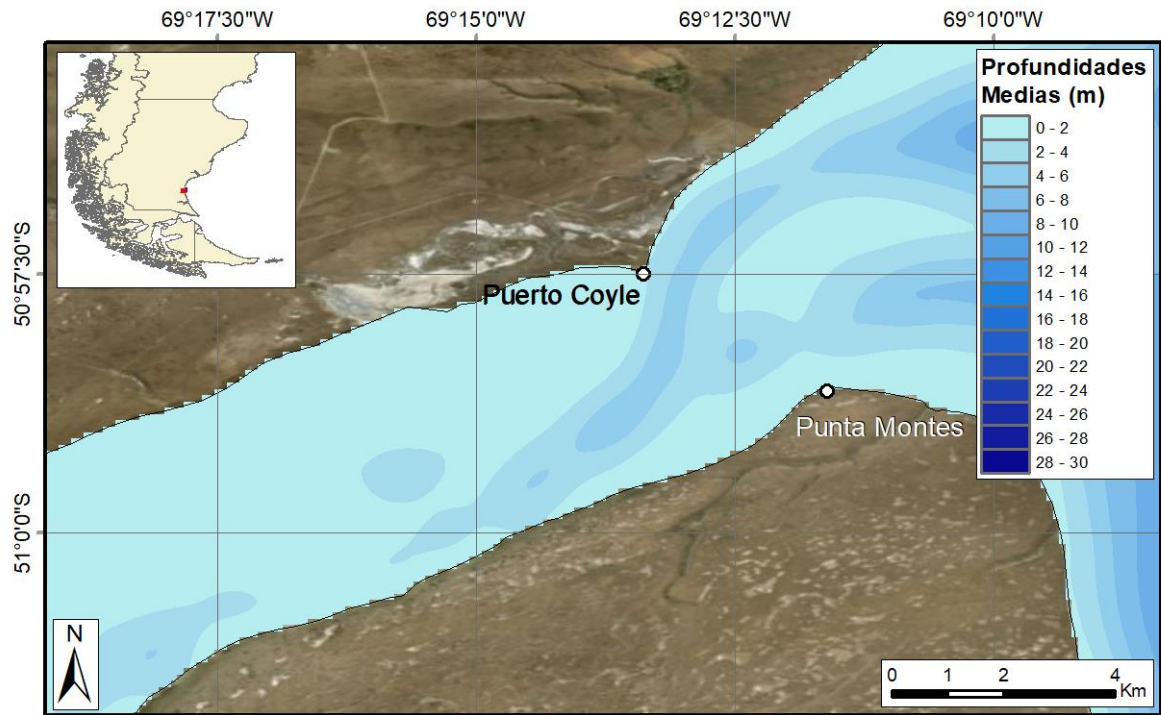 69°17'30"W
69°15'0"W
69°12'30"W
69°10'0"W
Profundidades
Medias (m)
0 - 2
2 - 4
4 - 6
6 - 8
8 - 10
10 - 12
12 - 14
14 - 16
16 - 18
18 - 20
20 - 22
22 - 24
24 - 26
26 - 28
28 - 30
50°57'30"S
Puerto Coyle
Punta Montes
51°0'0"S
N
0 1 2 4
Km